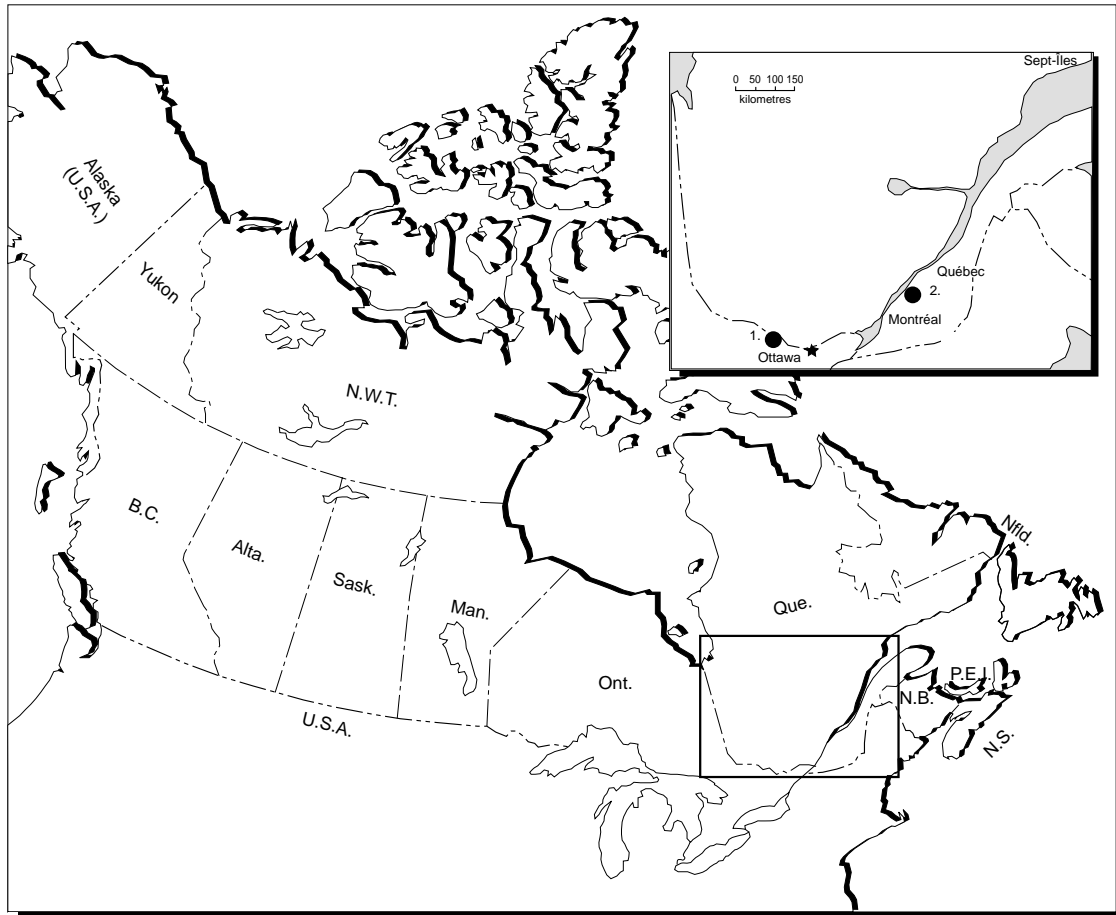 Sept-Îles
0 50 100 150
kilometres
Québec
2.
Montréal
1.
Ottawa
Alaska
(U.S.A.)
Yukon
N.W.T.
B.C.
Alta.
Sask.
Man.
Ont.
Que.
Nfld.
P.E.I.
N.B.
N.S.
U.S.A.